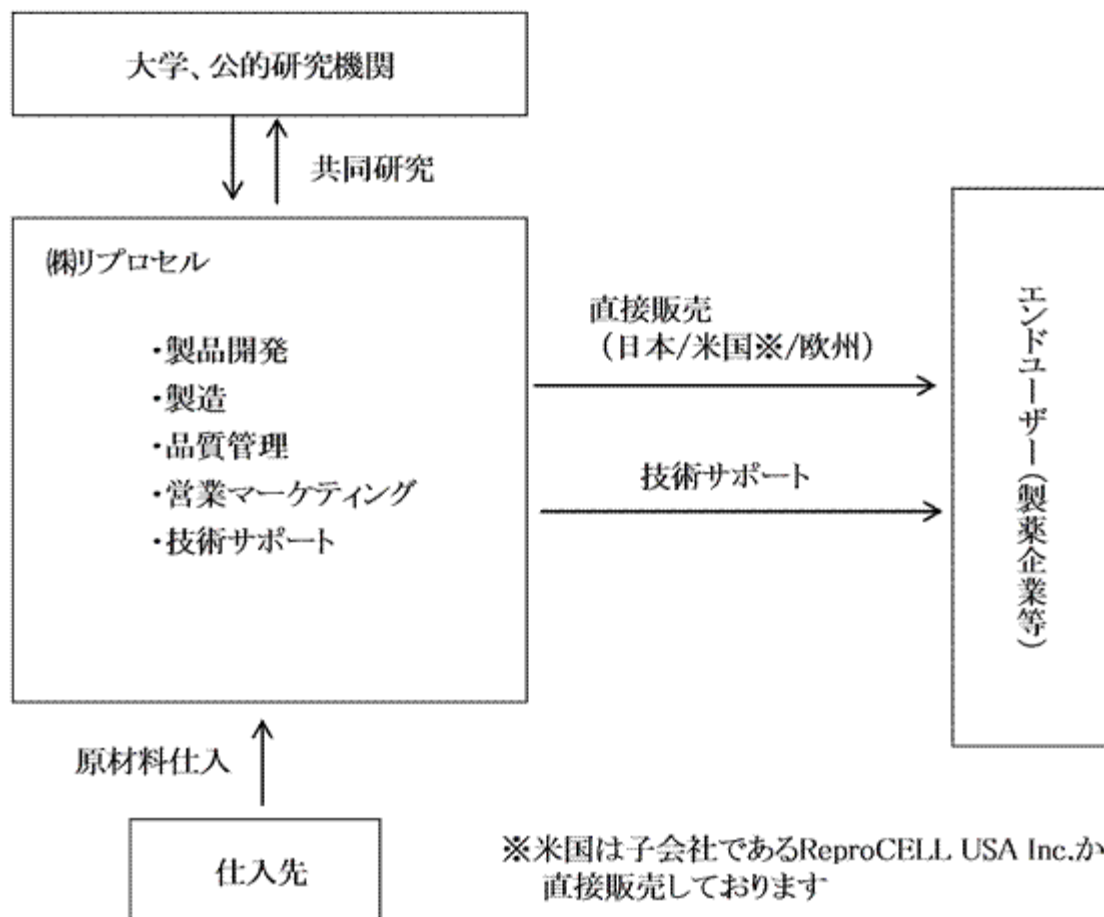 大学、公的研究機関
共同研究
㈱リプロセル
・製品開発
・製造
・品質管理
・営業マーケティング
・技術サポート
直接販売
（日本/米国※/欧州）
技術サポート
エンドユーザー（製薬企業等）
原材料仕入
仕入先
※米国は子会社であるReproCELL USA Inc.か
直接販売しております